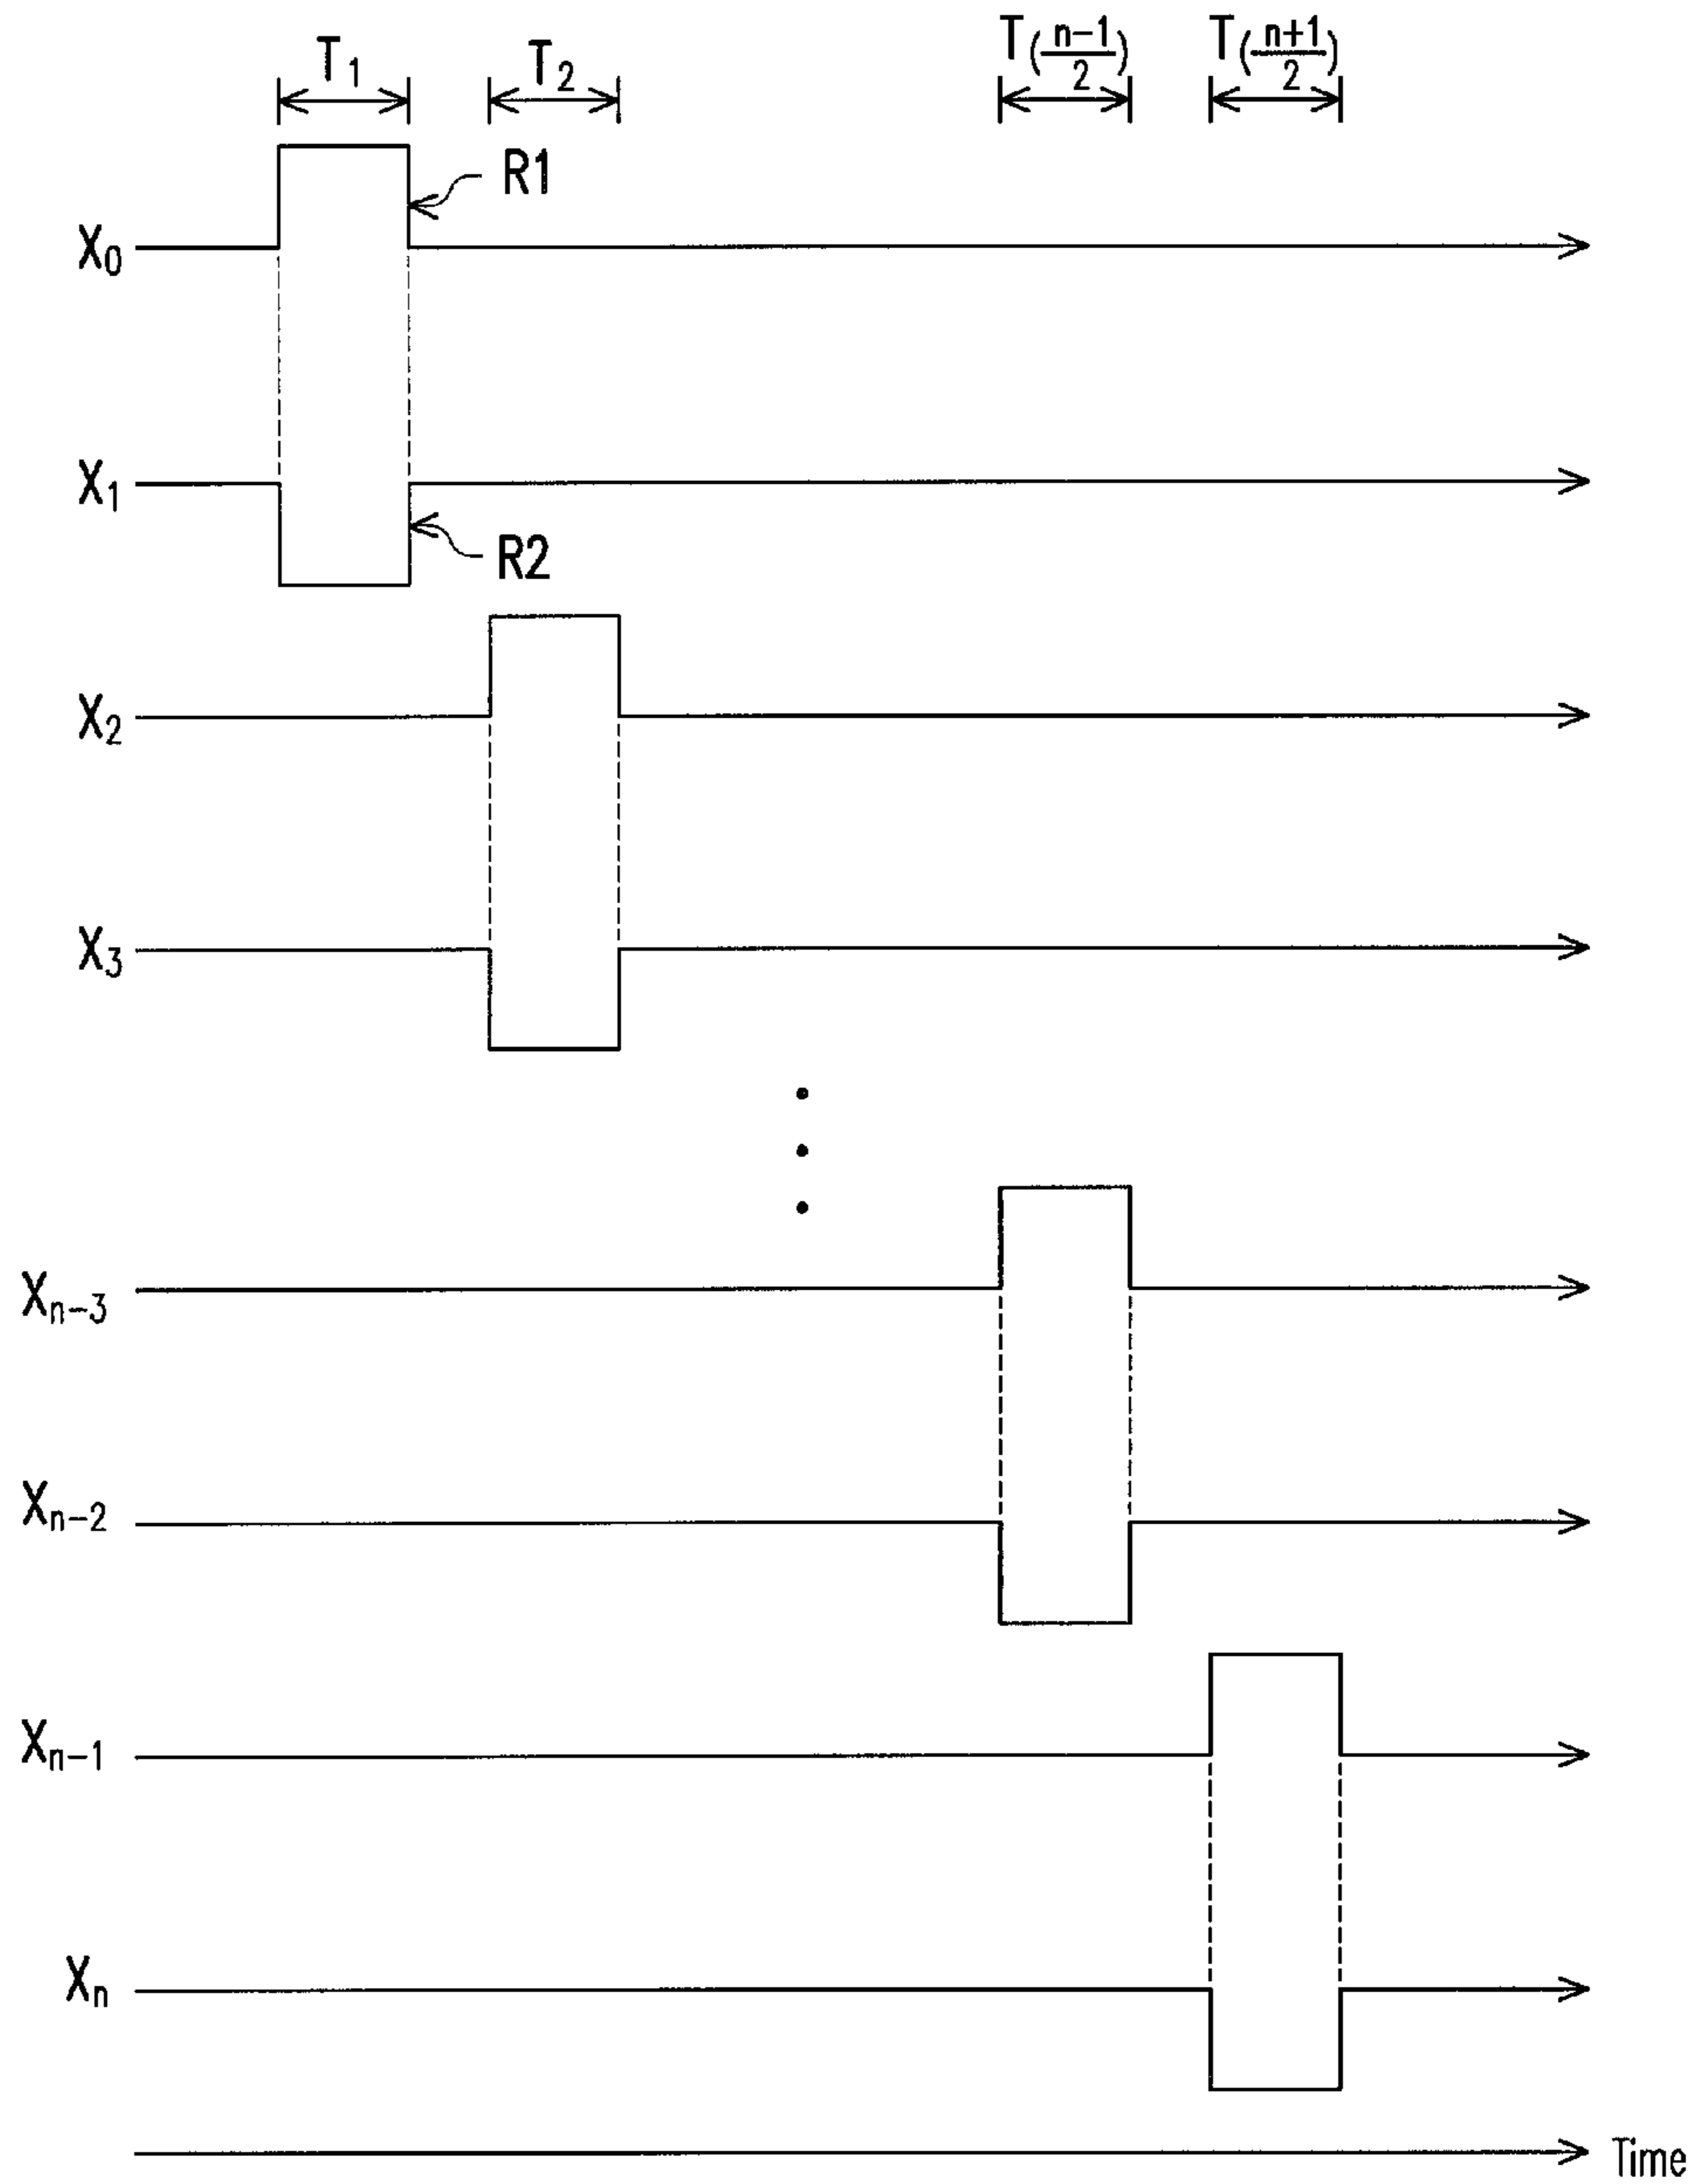 T₁
T₂
T₍(n−1)/2₎
T₍(n+1)/2₎
R1
X₀
X₁
R2
X₂
X₃
Xₙ₋₃
Xₙ₋₂
Xₙ₋₁
Xₙ
Time